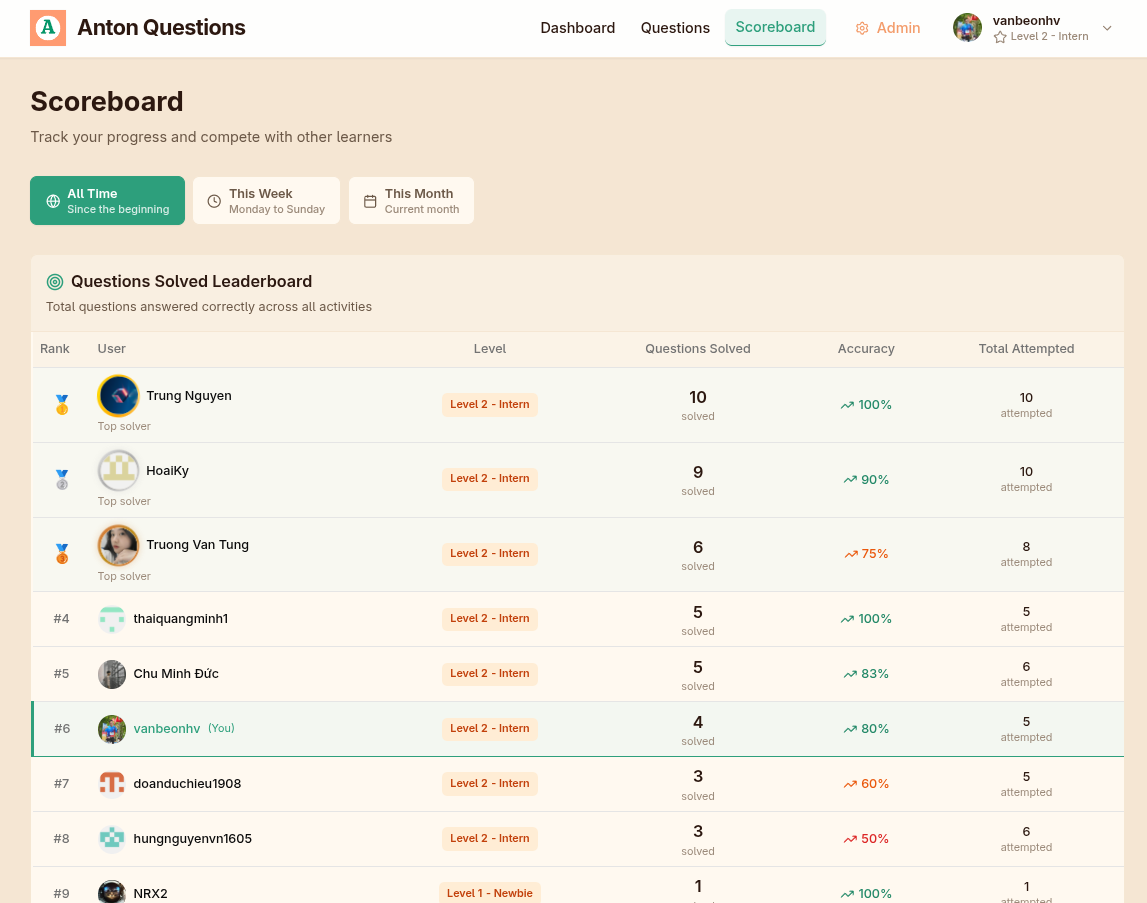 A Anton Questions Dashboard Questions Scoreboard Admin vanbeonhv
Level 2 - Intern
Scoreboard
Track your progress and compete with other learners
All Time This Week This Month
Since the beginning Monday to Sunday Current month
Questions Solved Leaderboard
Total questions answered correctly across all activities
Rank User Level Questions Solved Accuracy Total Attempted
Trung Nguyen Level 2 - Intern 10 100% 10
Top solver solved attempted
HoaiKy Level 2 - Intern 9 90% 10
Top solver solved attempted
Truong Van Tung Level 2 - Intern 6 75% 8
Top solver solved attempted
#4 thaiquangminh1 Level 2 - Intern 5 100% 5
solved attempted
#5 Chu Minh Đức Level 2 - Intern 5 83% 6
solved attempted
#6 vanbeonhv (You) Level 2 - Intern 4 80% 5
solved attempted
#7 doanduchieu1908 Level 2 - Intern 3 60% 5
solved attempted
#8 hungnguyenvn1605 Level 2 - Intern 3 50% 6
solved attempted
#9 NRX2 Level 1 - Newbie 1 100% 1
attempted